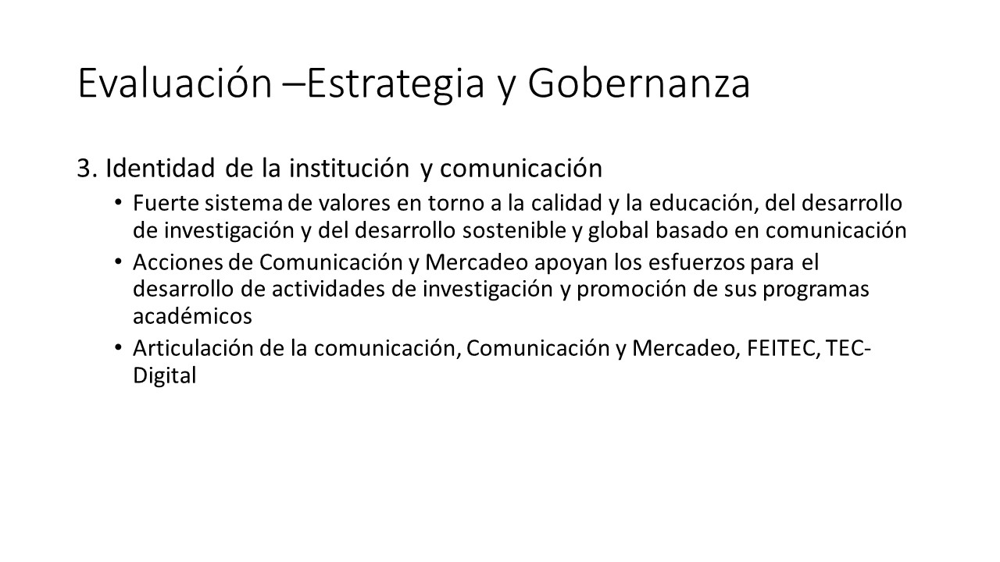 Evaluación –Estrategia y Gobernanza
3. Identidad de la institución y comunicación
• Fuerte sistema de valores en torno a la calidad y la educación, del desarrollo
de investigación y del desarrollo sostenible y global basado en comunicación
• Acciones de Comunicación y Mercadeo apoyan los esfuerzos para el
desarrollo de actividades de investigación y promoción de sus programas
académicos
• Articulación de la comunicación, Comunicación y Mercadeo, FEITEC, TEC-
Digital